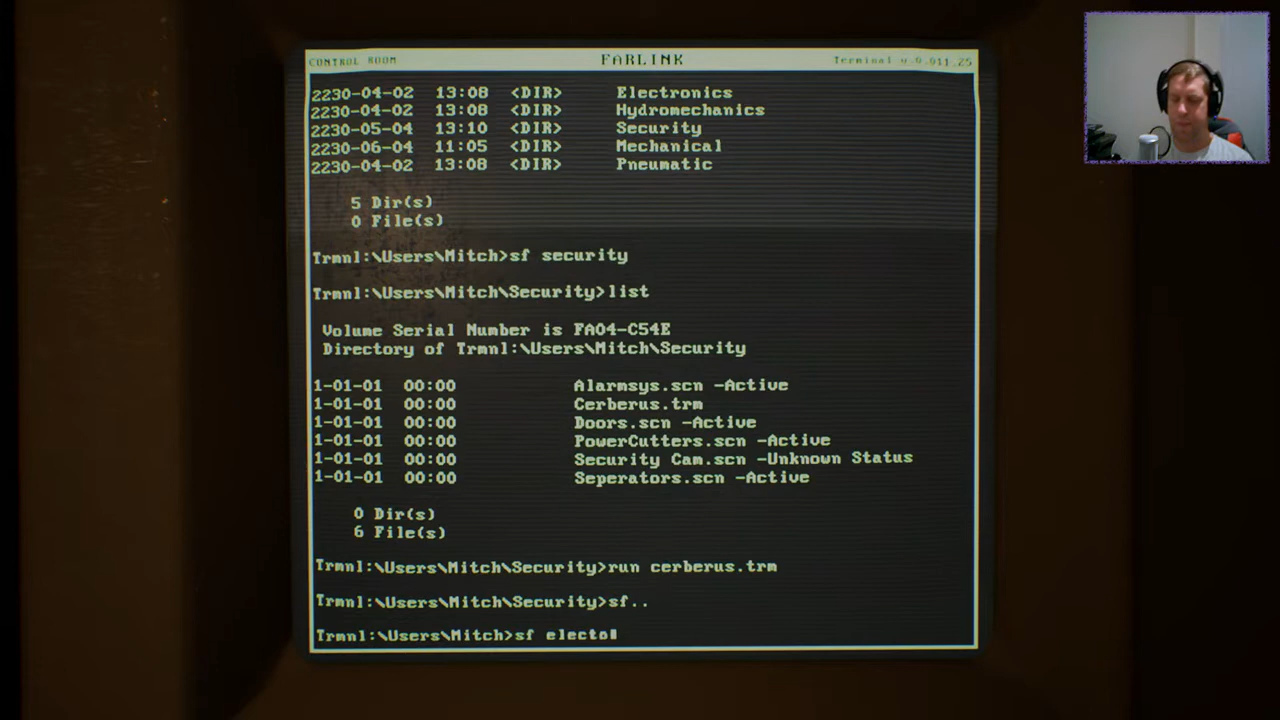 CONTROL ROOM FARLINK Terminal v.0.011.25
2230-04-02 13:08 <DIR> Electronics
2230-04-02 13:08 <DIR> Hydromechanics
2230-05-04 13:10 <DIR> Security
2230-06-04 11:05 <DIR> Mechanical
2230-04-02 13:08 <DIR> Pneumatic
5 Dir(s)
0 File(s)
Trmnl:\Users\Mitch>sf security
Trmnl:\Users\Mitch\Security>list
Volume Serial Number is FA04-C54E
Directory of Trmnl:\Users\Mitch\Security
1-01-01 00:00 Alarmsys.scn -Active
1-01-01 00:00 Cerberus.trm
1-01-01 00:00 Doors.scn -Active
1-01-01 00:00 PowerCutters.scn -Active
1-01-01 00:00 Security Cam.scn -Unknown Status
1-01-01 00:00 Seperators.scn -Active
0 Dir(s)
6 File(s)
Trmnl:\Users\Mitch\Security>run cerberus.trm
Trmnl:\Users\Mitch\Security>sf..
Trmnl:\Users\Mitch>sf electo